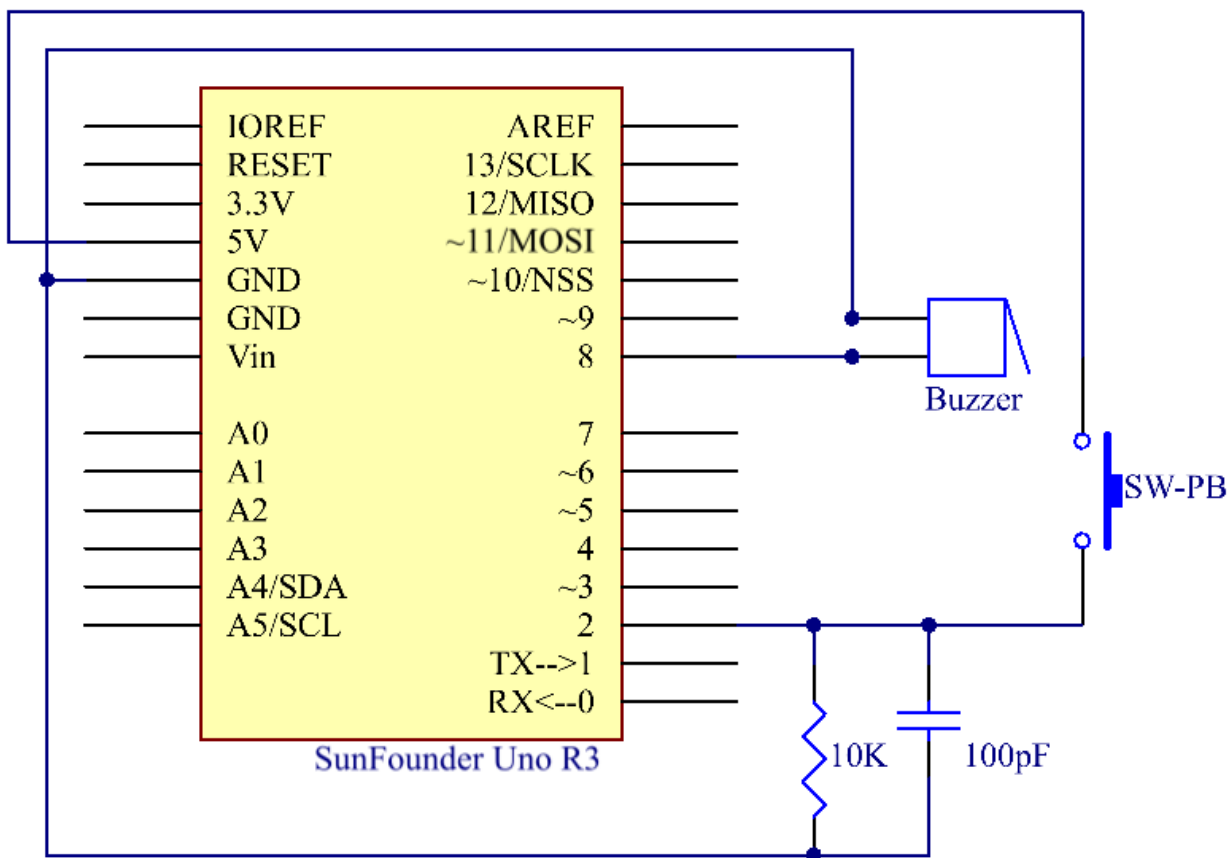 IOREF
RESET
3.3V
5V
GND
GND
Vin
A0
A1
A2
A3
A4/SDA
A5/SCL
AREF
13/SCLK
12/MISO
~11/MOSI
~10/NSS
~9
8
7
~6
~5
4
~3
2
TX-->1
RX<--0
SunFounder Uno R3
Buzzer
SW-PB
10K
100pF